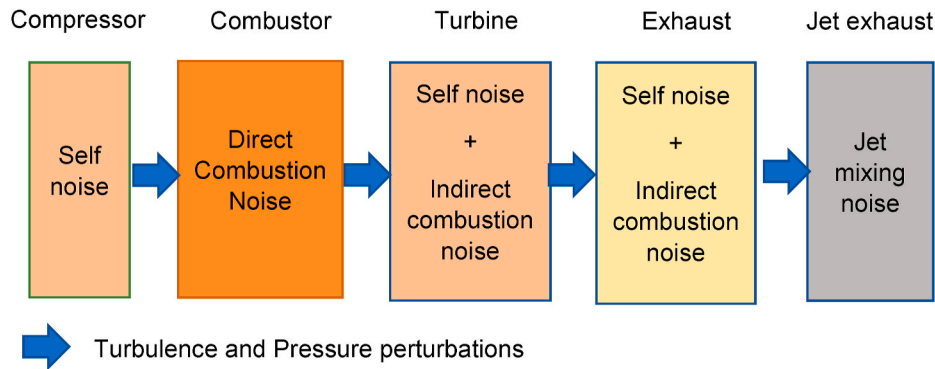 Compressor
Combustor
Turbine
Exhaust
Jet exhaust
Self
noise
Direct
Combustion
Noise
Self noise
+
Indirect
combustion
noise
Self noise
+
Indirect
combustion
noise
Jet
mixing
noise
Turbulence and Pressure perturbations